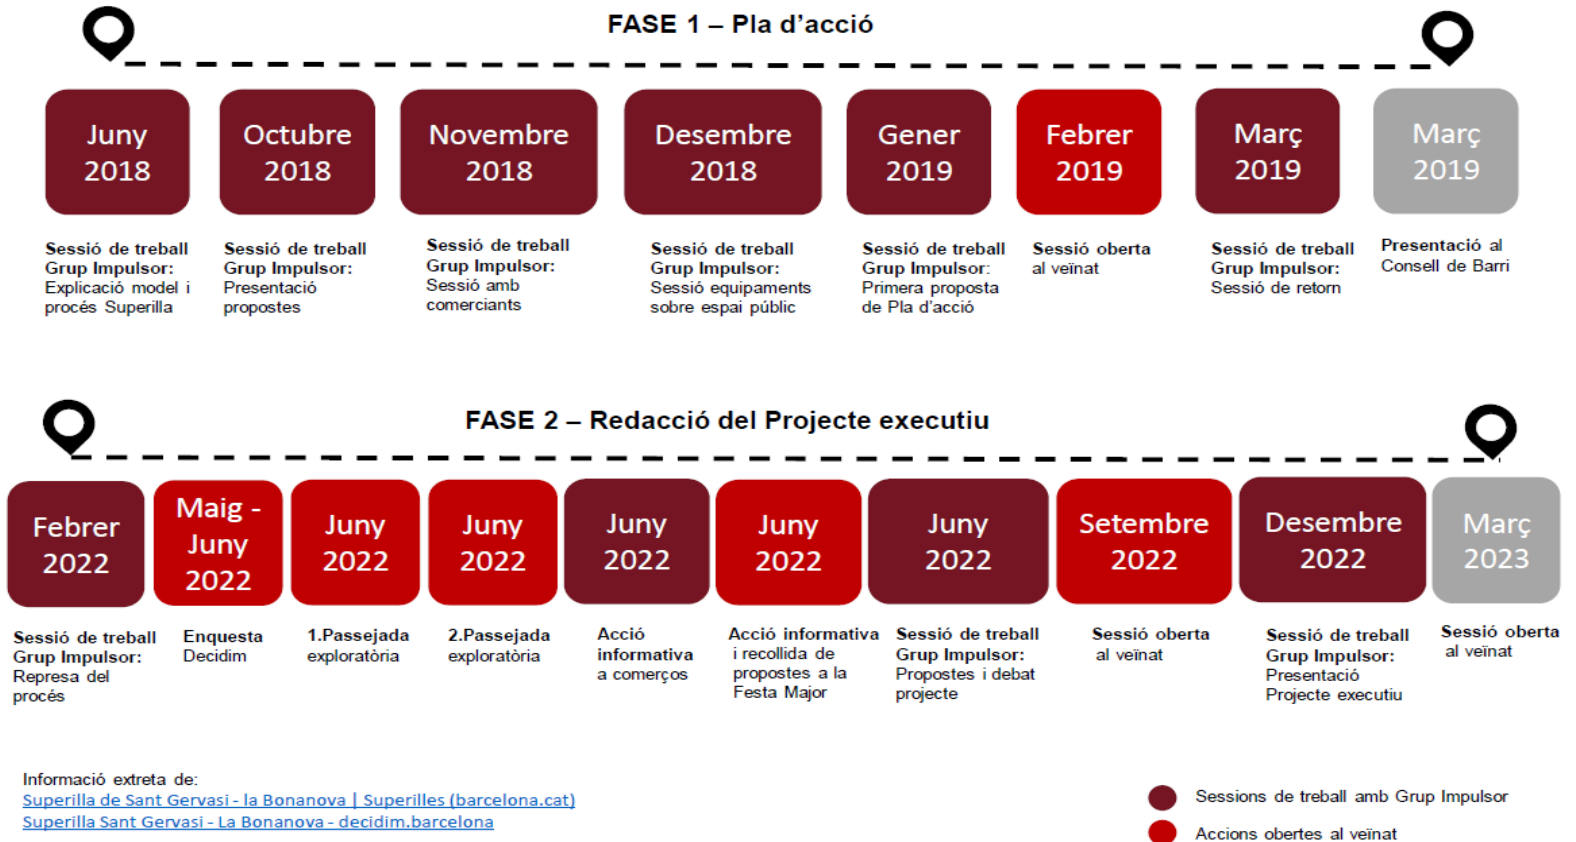 FASE 1 – Pla d’acció
Juny
2018
Octubre
2018
Novembre
2018
Desembre
2018
Gener
2019
Febrer
2019
Març
2019
Març
2019
Sessió de treball
Grup Impulsor:
Explicació model i
procés Superilla
Sessió de treball
Grup Impulsor:
Presentació
propostes
Sessió de treball
Grup Impulsor:
Sessió amb
comerciants
Sessió de treball
Grup Impulsor:
Sessió equipaments
sobre espai públic
Sessió de treball
Grup Impulsor:
Primera proposta
de Pla d’acció
Sessió oberta
al veïnat
Sessió de treball
Grup Impulsor:
Sessió de retorn
Presentació al
Consell de Barri
FASE 2 – Redacció del Projecte executiu
Febrer
2022
Maig -
Juny
2022
Juny
2022
Juny
2022
Juny
2022
Juny
2022
Juny
2022
Setembre
2022
Desembre
2022
Març
2023
Sessió de treball
Grup Impulsor:
Represa del
procés
Enquesta
Decidim
1.Passejada
exploratòria
2.Passejada
exploratòria
Acció
informativa
a comerços
Acció informativa
i recollida de
propostes a la
Festa Major
Sessió de treball
Grup Impulsor:
Propostes i debat
projecte
Sessió oberta
al veïnat
Sessió de treball
Grup Impulsor:
Presentació
Projecte executiu
Sessió oberta
al veïnat
Informació extreta de:
Superilla de Sant Gervasi - la Bonanova | Superilles (barcelona.cat)
Superilla Sant Gervasi - La Bonanova - decidim.barcelona
Sessions de treball amb Grup Impulsor
Accions obertes al veïnat